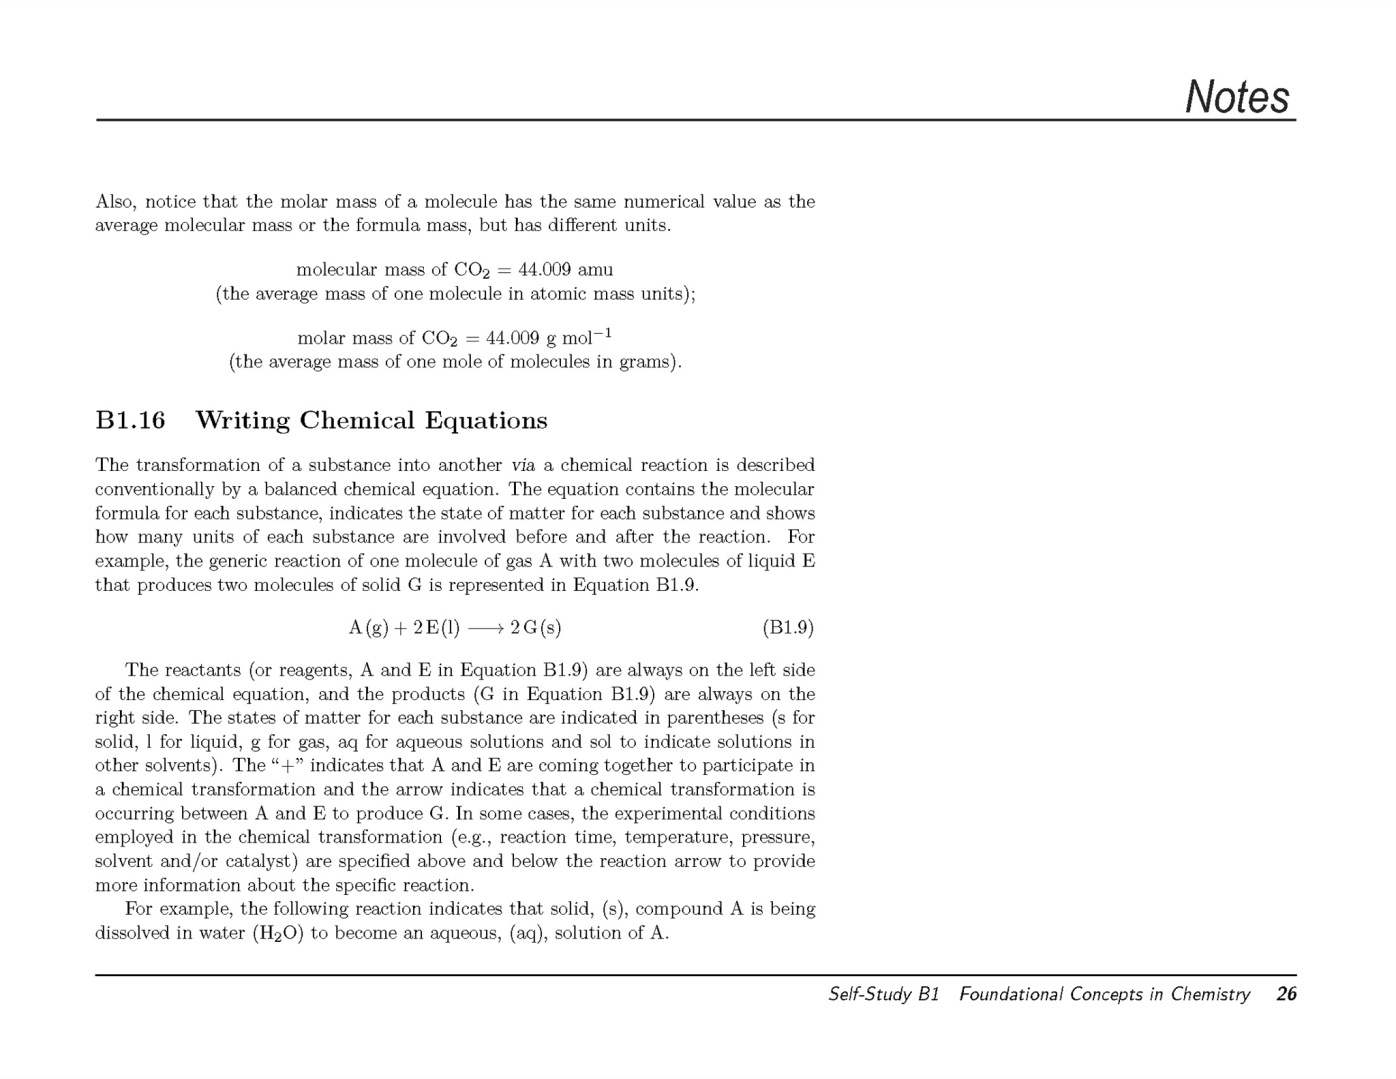 Notes
Also, notice that the molar mass of a molecule has the same numerical value as the
average molecular mass or the formula mass, but has different units.
molecular mass of CO₂ = 44.009 amu
(the average mass of one molecule in atomic mass units);
molar mass of CO₂ = 44.009 g mol⁻¹
(the average mass of one mole of molecules in grams).
B1.16 Writing Chemical Equations
The transformation of a substance into another via a chemical reaction is described
conventionally by a balanced chemical equation. The equation contains the molecular
formula for each substance, indicates the state of matter for each substance and shows
how many units of each substance are involved before and after the reaction. For
example, the generic reaction of one molecule of gas A with two molecules of liquid E
that produces two molecules of solid G is represented in Equation B1.9.
A(g) + 2E(l) ⟶ 2G(s) (B1.9)
The reactants (or reagents, A and E in Equation B1.9) are always on the left side
of the chemical equation, and the products (G in Equation B1.9) are always on the
right side. The states of matter for each substance are indicated in parentheses (s for
solid, l for liquid, g for gas, aq for aqueous solutions and sol to indicate solutions in
other solvents). The “+” indicates that A and E are coming together to participate in
a chemical transformation and the arrow indicates that a chemical transformation is
occurring between A and E to produce G. In some cases, the experimental conditions
employed in the chemical transformation (e.g., reaction time, temperature, pressure,
solvent and/or catalyst) are specified above and below the reaction arrow to provide
more information about the specific reaction.
For example, the following reaction indicates that solid, (s), compound A is being
dissolved in water (H₂O) to become an aqueous, (aq), solution of A.
Self-Study B1 Foundational Concepts in Chemistry 26